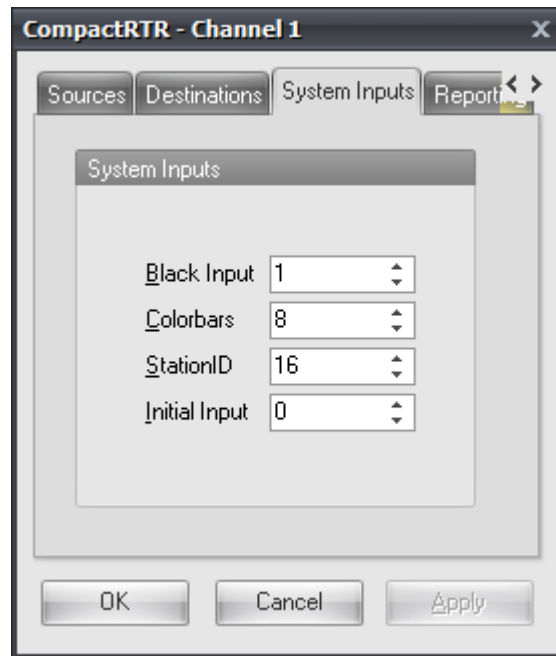 CompactRTR - Channel 1
Sources Destinations System Inputs Reporting
System Inputs
Black Input 1
Colorbars 8
StationID 16
Initial Input 0
OK Cancel Apply